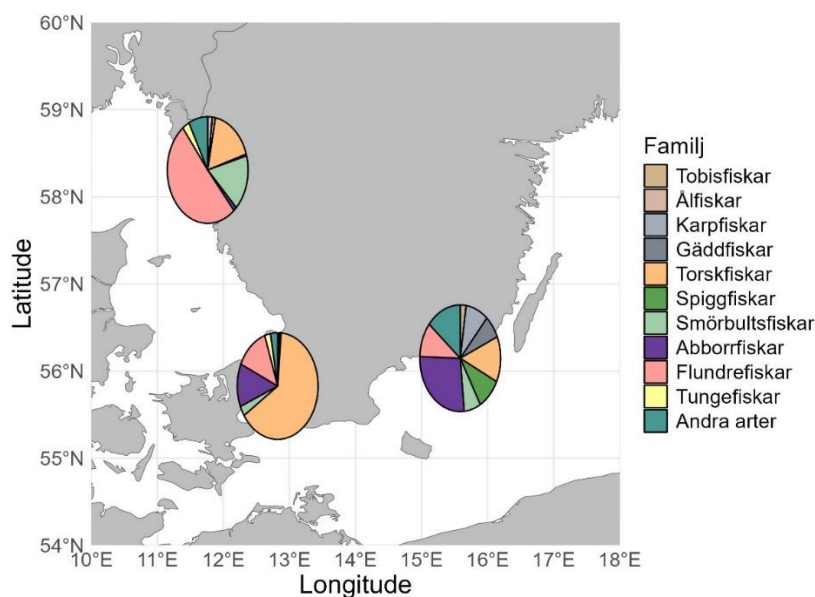 60°N
59°N
58°N
57°N
56°N
55°N
54°N
Latitude
10°E 11°E 12°E 13°E 14°E 15°E 16°E 17°E 18°E
Longitude
Familj
Tobisfiskar
Ålfiskar
Karpfiskar
Gäddfiskar
Torskfiskar
Spiggfiskar
Smörbultsfiskar
Abborrfiskar
Flundrefiskar
Tungefiskar
Andra arter